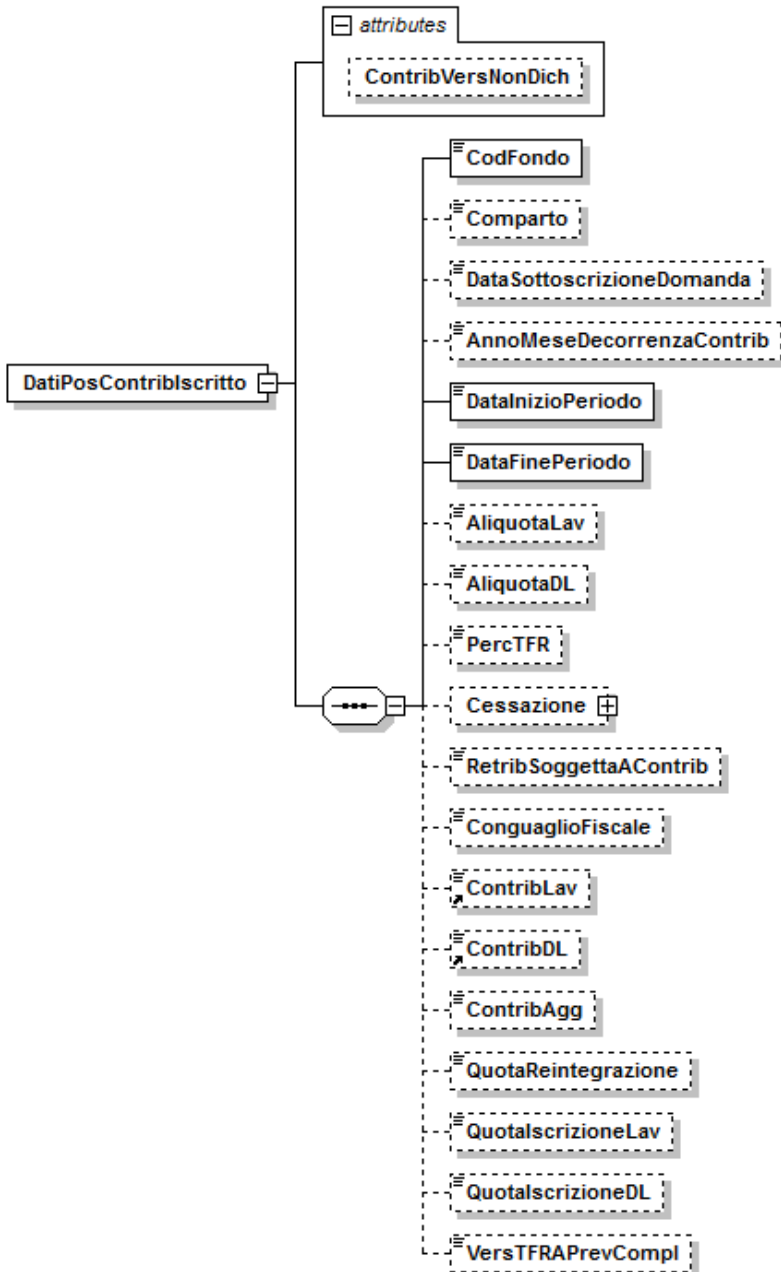 attributes
ContribVersNonDich
CodFondo
Comparto
DataSottoscrizioneDomanda
AnnoMeseDecorrenzaContrib
DatiPosContribIscritto
DataInizioPeriodo
DataFinePeriodo
AliquotaLav
AliquotaDL
PercTFR
Cessazione
RetribSoggettaAContrib
ConguaglioFiscale
ContribLav
ContribDL
ContribAgg
QuotaReintegrazione
QuotaIscrizioneLav
QuotaIscrizioneDL
VersTFRAPrevCompl